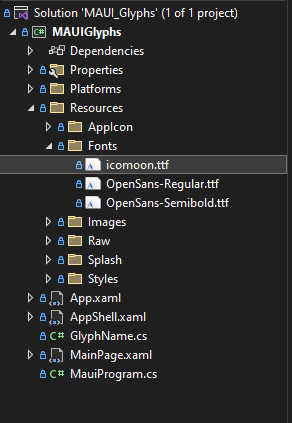 Solution 'MAUI_Glyphs' (1 of 1 project)
C# MAUIGlyphs
Dependencies
Properties
Platforms
Resources
AppIcon
Fonts
icomoon.ttf
OpenSans-Regular.ttf
OpenSans-Semibold.ttf
Images
Raw
Splash
Styles
App.xaml
AppShell.xaml
C# GlyphName.cs
MainPage.xaml
C# MauiProgram.cs